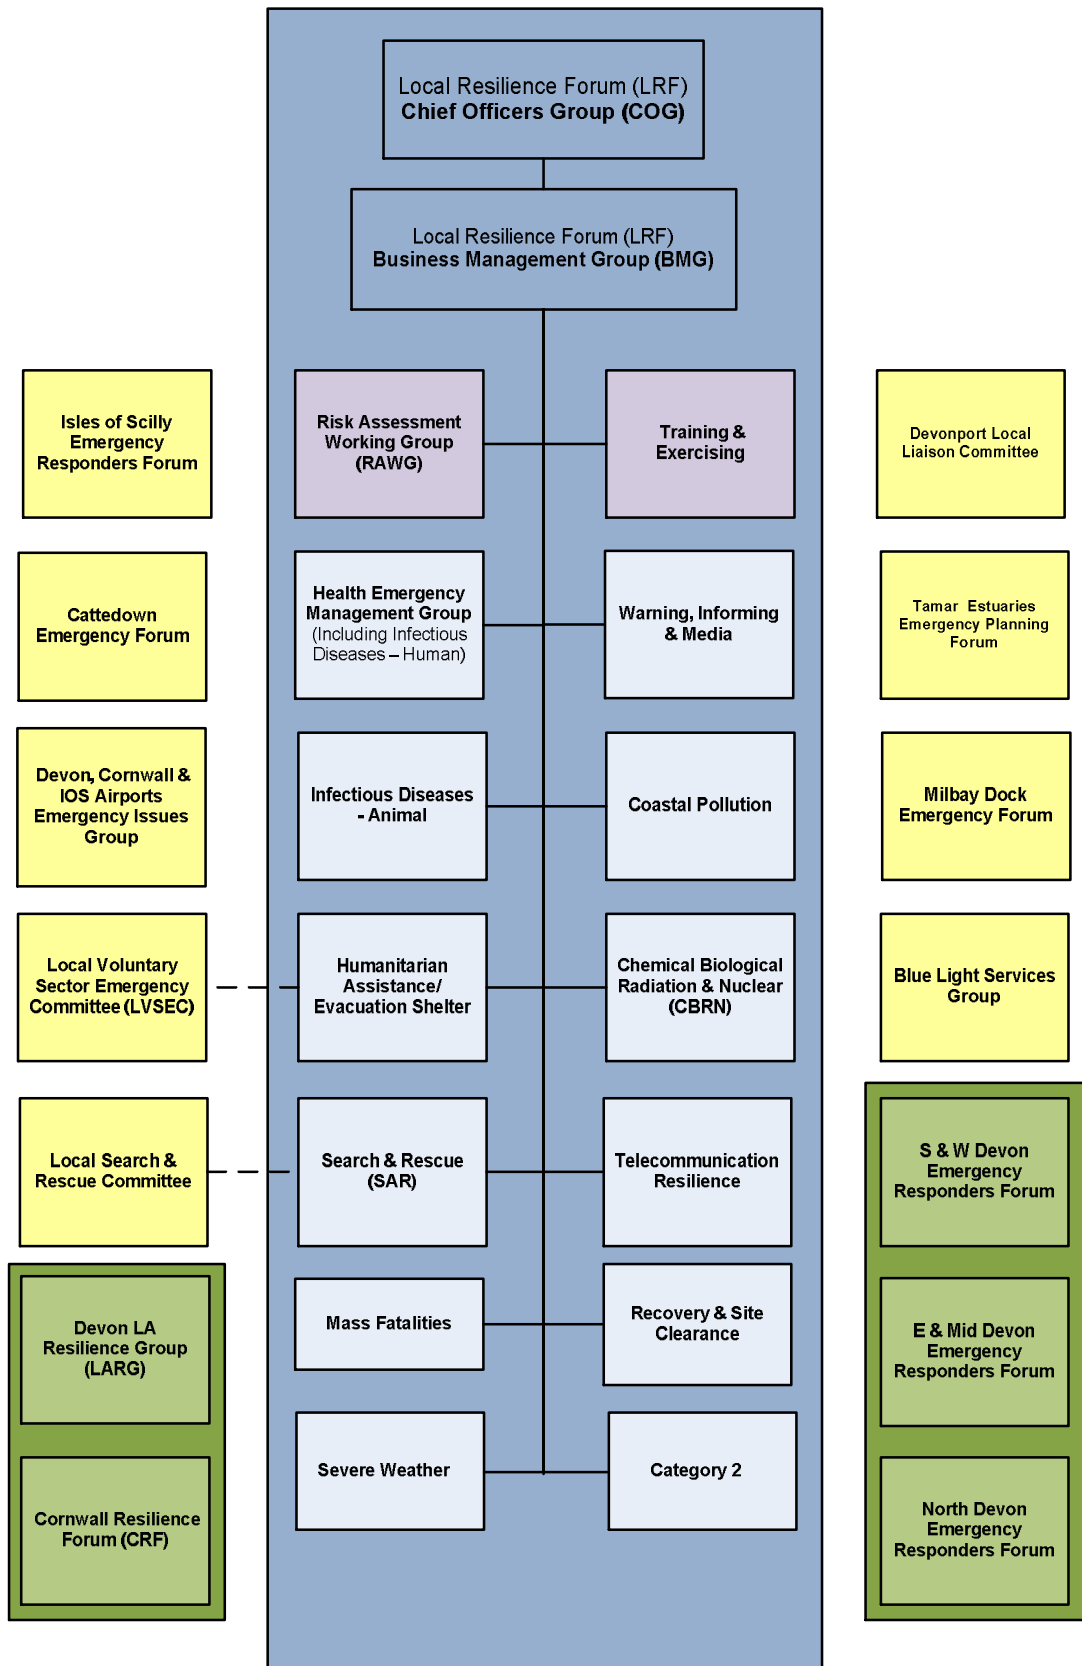 Local Resilience Forum (LRF)
Chief Officers Group (COG)
Local Resilience Forum (LRF)
Business Management Group (BMG)
Isles of Scilly
Emergency
Responders Forum
Risk Assessment
Working Group
(RAWG)
Training &
Exercising
Devonport Local
Liaison Committee
Cattedown
Emergency Forum
Health Emergency
Management Group
(Including Infectious
Diseases – Human)
Warning, Informing
& Media
Tamar Estuaries
Emergency Planning
Forum
Devon, Cornwall &
IOS Airports
Emergency Issues
Group
Infectious Diseases
- Animal
Coastal Pollution
Milbay Dock
Emergency Forum
Local Voluntary
Sector Emergency
Committee (LVSEC)
Humanitarian
Assistance/
Evacuation Shelter
Chemical Biological
Radiation & Nuclear
(CBRN)
Blue Light Services
Group
Local Search &
Rescue Committee
Search & Rescue
(SAR)
Telecommunication
Resilience
S & W Devon
Emergency
Responders Forum
Devon LA
Resilience Group
(LARG)
Mass Fatalities
Recovery & Site
Clearance
E & Mid Devon
Emergency
Responders Forum
Cornwall Resilience
Forum (CRF)
Severe Weather
Category 2
North Devon
Emergency
Responders Forum